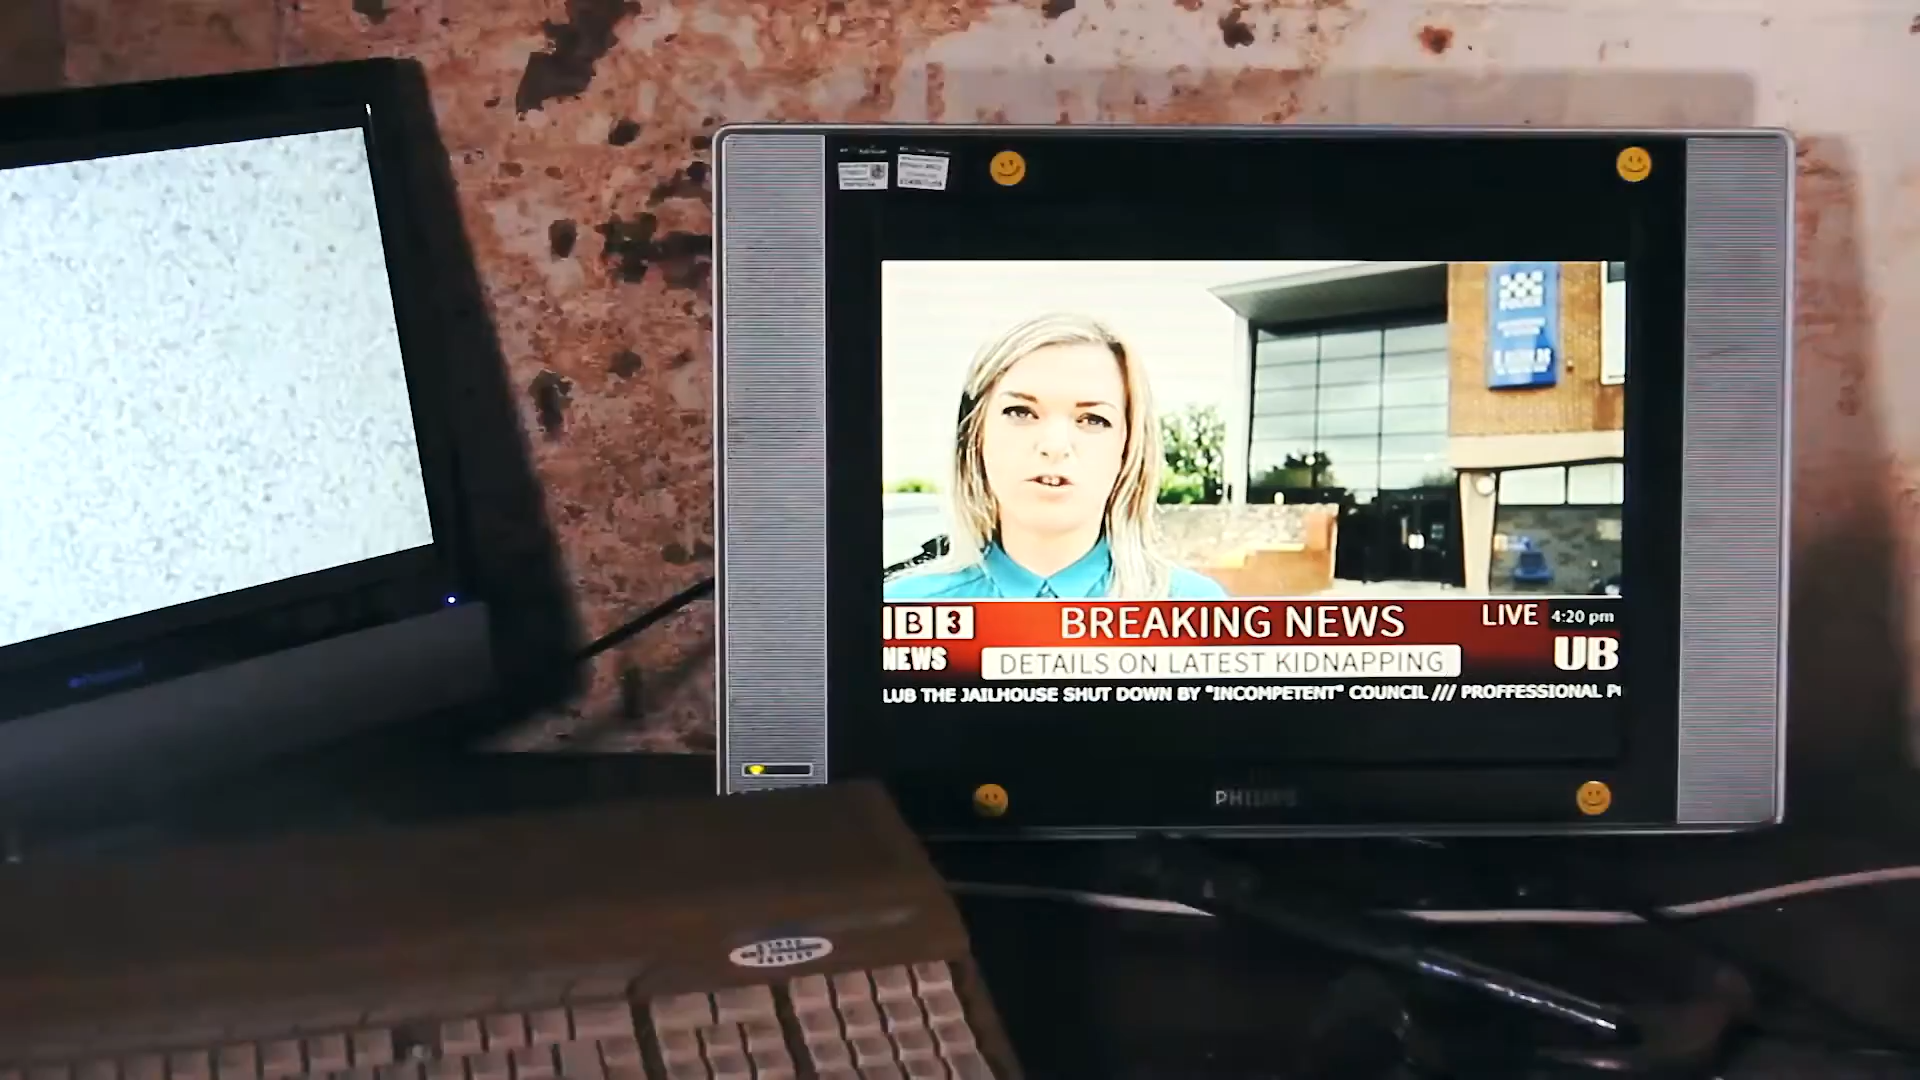 BREAKING NEWS
LIVE 4:20 pm
B 3
NEWS
DETAILS ON LATEST KIDNAPPING
UB
LUB THE JAILHOUSE SHUT DOWN BY "INCOMPETENT" COUNCIL /// PROFFESSIONAL P
PHILIPS